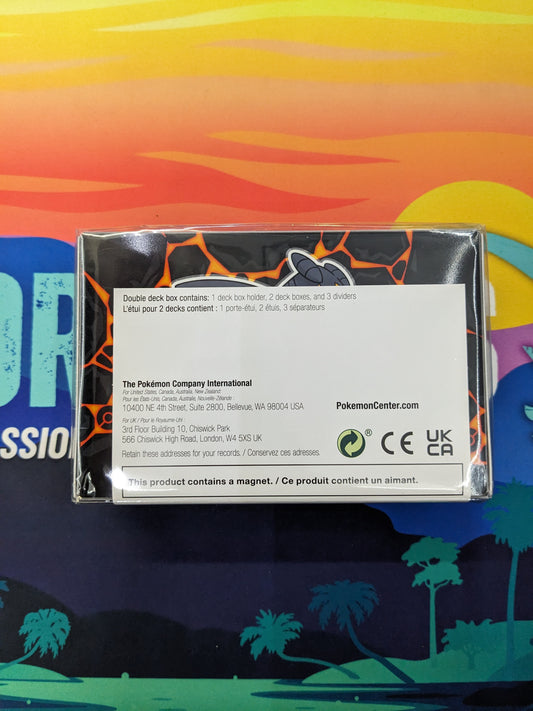 OR
SSION
Double deck box contains: 1 deck box holder, 2 deck boxes, and 3 dividers
L'étui pour 2 decks contient : 1 porte-étui, 2 étuis, 3 séparateurs
The Pokémon Company International
For United States, Canada, Australia, New Zealand:
Pour les États-Unis, Canada, Australie, Nouvelle-Zélande :
10400 NE 4th Street, Suite 2800, Bellevue, WA 98004 USA
PokemonCenter.com
For UK / Pour le Royaume-Uni :
3rd Floor Building 10, Chiswick Park
566 Chiswick High Road, London, W4 5XS UK
® CE UK
CA
Retain these addresses for your records. / Conservez ces adresses.
This product contains a magnet. / Ce produit contient un aimant.